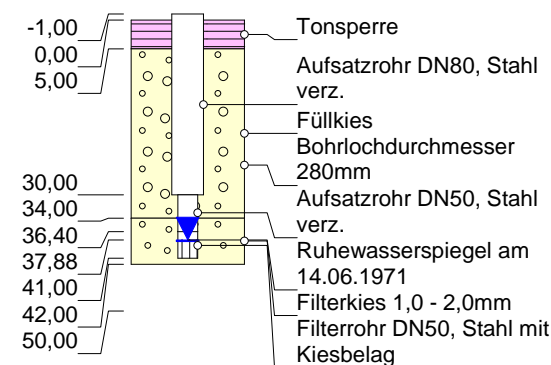 -1,00
0,00
5,00
30,00
34,00
36,40
37,88
41,00
42,00
50,00
Tonsperre
Aufsatzrohr DN80, Stahl
verz.
Füllkies
Bohrlochdurchmesser
280mm
Aufsatzrohr DN50, Stahl
verz.
Ruhewasserspiegel am
14.06.1971
Filterkies 1,0 - 2,0mm
Filterrohr DN50, Stahl mit
Kiesbelag